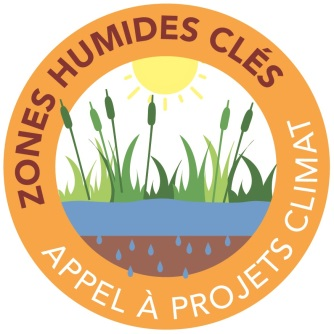 ZONES HUMIDES CLÉS
APPEL À PROJETS CLIMAT